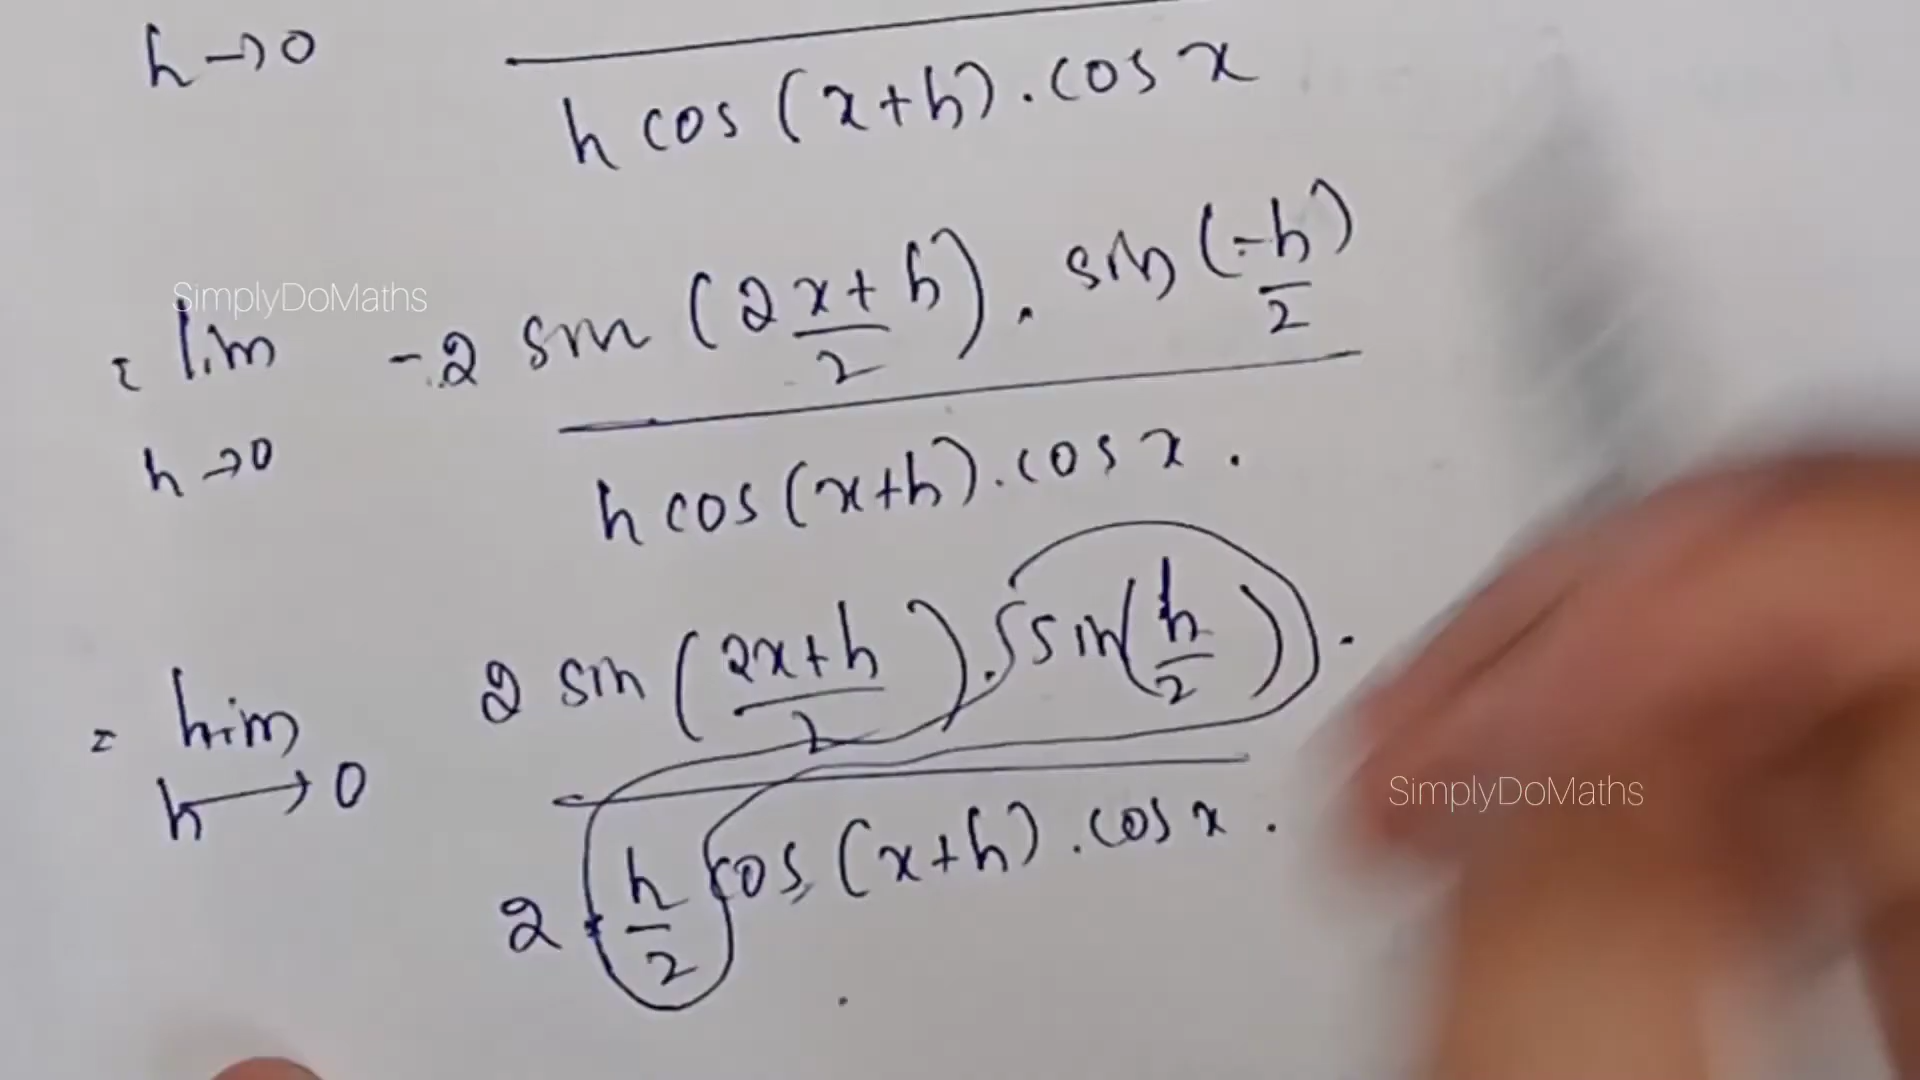 h→0
h cos (x+h) . cos x
SimplyDoMaths
= lim -2 sin (2x+h/2) . sin (-h/2)
h→0
h cos (x+h) . cos x .
= lim 2 sin (2x+h/2) . sin (h/2) .
h→0
SimplyDoMaths
2 . h/2 cos (x+h) . cos x .